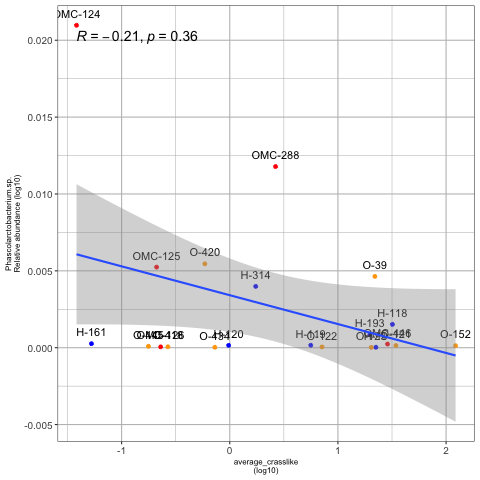 OMC-124
R = −0.21, p = 0.36
0.020
0.015
OMC-288
0.010
OMC-125
O-420
O-39
H-314
0.005
H-118
H-193
H-161
O-434
H-120
H-119
O-122
O-152
0.000
-0.005
-1
0
1
2
Phascolarctobacterium.sp.
Relative abundance (log10)
average_crasslike
(log10)